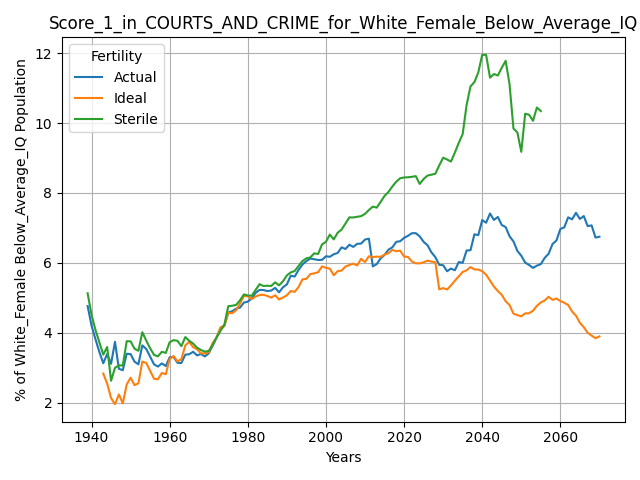 Score_1_in_COURTS_AND_CRIME_for_White_Female_Below_Average_IQ
% of White_Female Below_Average_IQ Population
12
10
8
6
4
2
Fertility
Actual
Ideal
Sterile
1940 1960 1980 2000 2020 2040 2060
Years